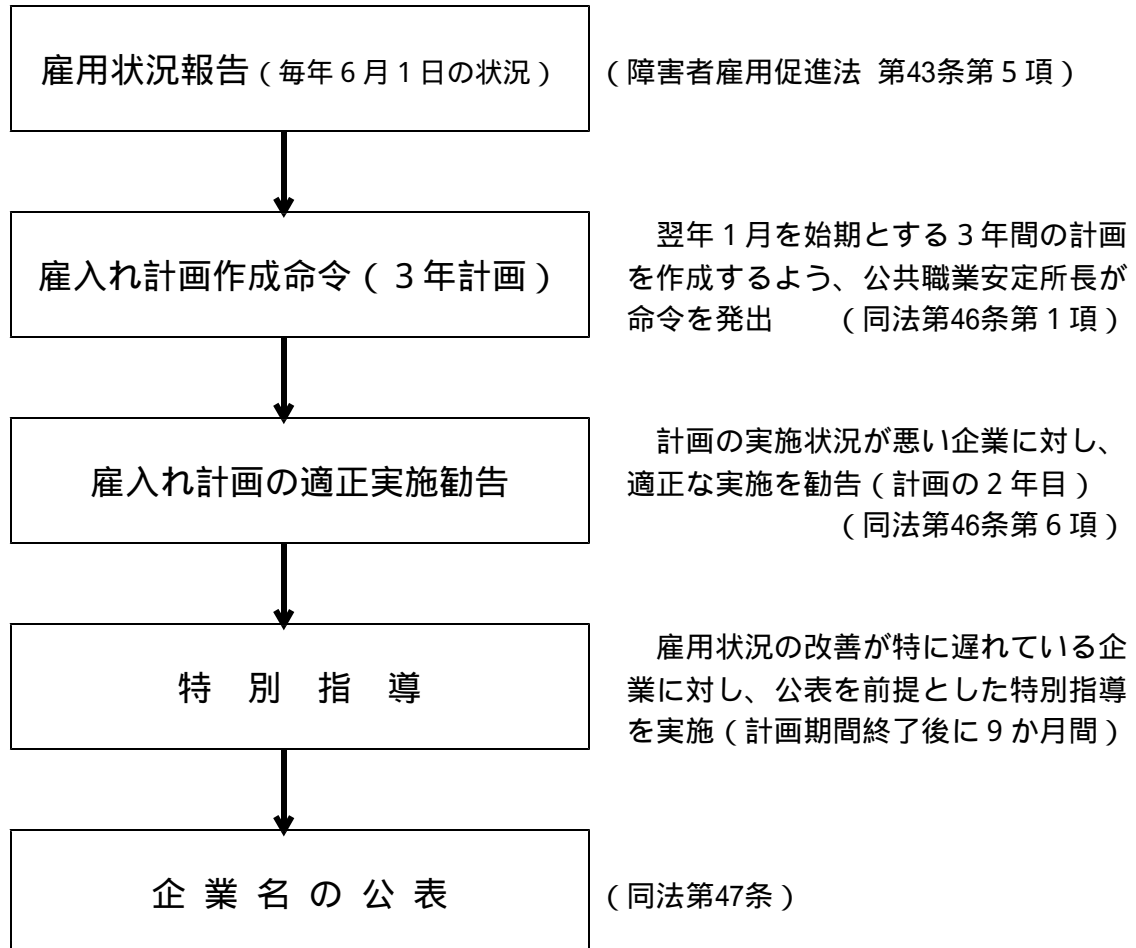 雇用状況報告（毎年６月１日の状況）
（障害者雇用促進法 第43条第５項）
雇入れ計画作成命令（３年計画）
翌年１月を始期とする３年間の計画
を作成するよう、公共職業安定所長が
命令を発出　　（同法第46条第１項）
雇入れ計画の適正実施勧告
計画の実施状況が悪い企業に対し、
適正な実施を勧告（計画の２年目）
（同法第46条第６項）
特　別　指　導
雇用状況の改善が特に遅れている企
業に対し、公表を前提とした特別指導
を実施（計画期間終了後に９か月間）
企 業 名 の 公 表
（同法第47条）